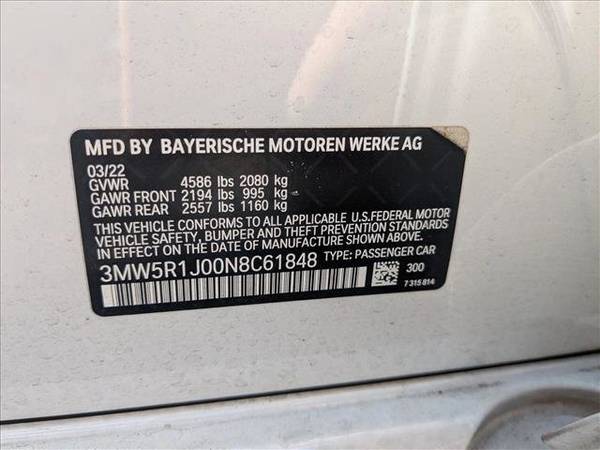 MFD BY BAYERISCHE MOTOREN WERKE AG
03/22
GVWR 4586 lbs 2080 kg
GAWR FRONT 2194 lbs 995 kg
GAWR REAR 2557 lbs 1160 kg
THIS VEHICLE CONFORMS TO ALL APPLICABLE U.S.FEDERAL MOTOR
VEHICLE SAFETY, BUMPER AND THEFT PREVENTION STANDARDS
IN EFFECT ON THE DATE OF MANUFACTURE SHOWN ABOVE.
3MW5R1J00N8C61848 TYPE: PASSENGER CAR
300
7 315 814